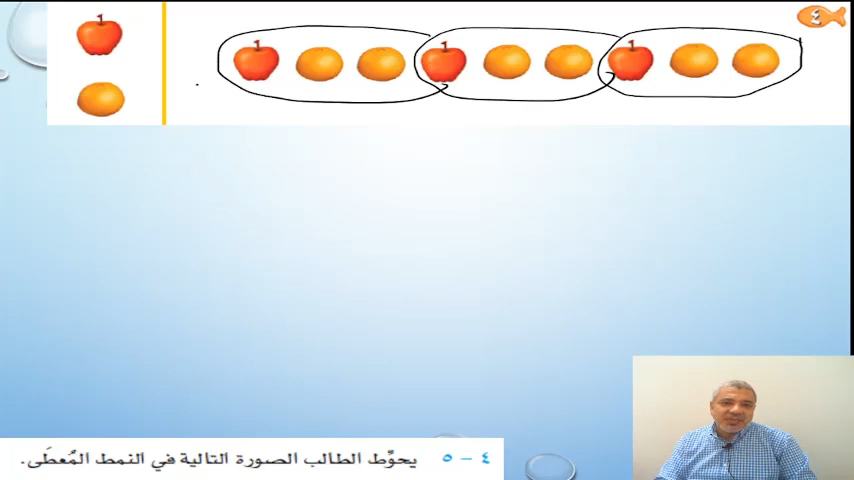 ٤
٤ – ٥ يحوِّط الطالب الصورة التالية في النمط المُعطَى.